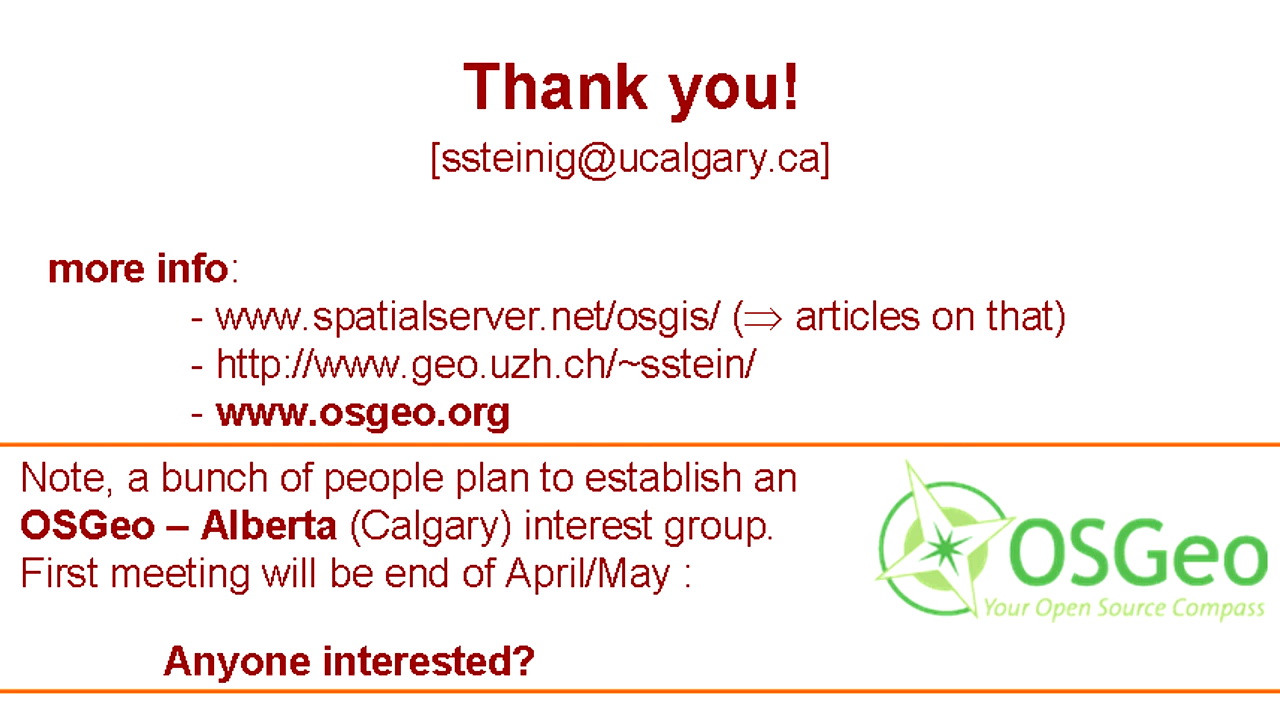 Thank you!
[ssteinig@ucalgary.ca]
more info:
- www.spatialserver.net/osgis/ (⇒ articles on that)
- http://www.geo.uzh.ch/~sstein/
- www.osgeo.org
Note, a bunch of people plan to establish an
OSGeo – Alberta (Calgary) interest group.
First meeting will be end of April/May :
Anyone interested?
OSGeo
Your Open Source Compass